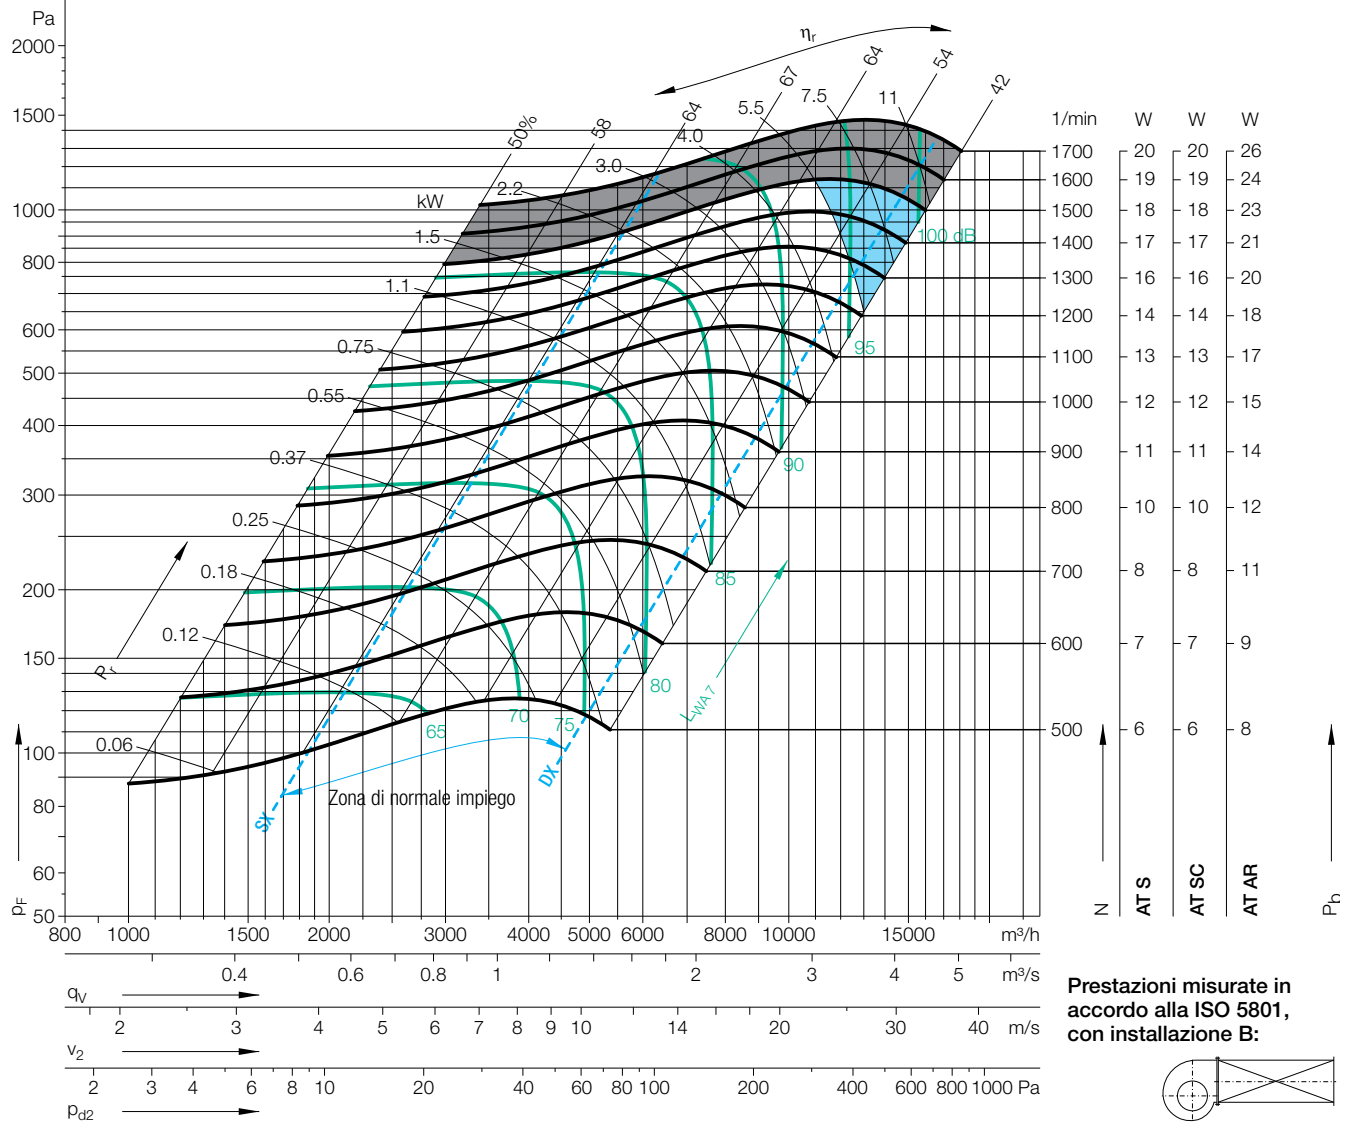 Pa
ηr
2000
1500
1000
800
600
500
400
300
200
150
100
80
60
50
pF
50%
58
64
67
64
54
42
kW
11
7.5
5.5
4.0
3.0
2.2
1.5
1.1
0.75
0.55
0.37
0.25
0.18
0.12
0.06
Pr
100 dB
95
90
85
80
75
70
65
LWA7
SX
DX
Zona di normale impiego
1/min W W W
1700 20 20 26
1600 19 19 24
1500 18 18 23
1400 17 17 21
1300 16 16 20
1200 14 14 18
1100 13 13 17
1000 12 12 15
900 11 11 14
800 10 10 12
700 8 8 11
600 7 7 9
500 6 6 8
N AT S AT SC AT AR Pb
800 1000 1500 2000 3000 4000 5000 6000 8000 10000 15000 m³/h
0.4 0.6 0.8 1 2 3 4 5 m³/s
qV
2 3 4 5 6 7 8 9 10 14 20 30 40 m/s
v2
2 3 4 6 8 10 20 40 60 80 100 200 400 600 800 1000 Pa
pd2
Prestazioni misurate in
accordo alla ISO 5801,
con installazione B: